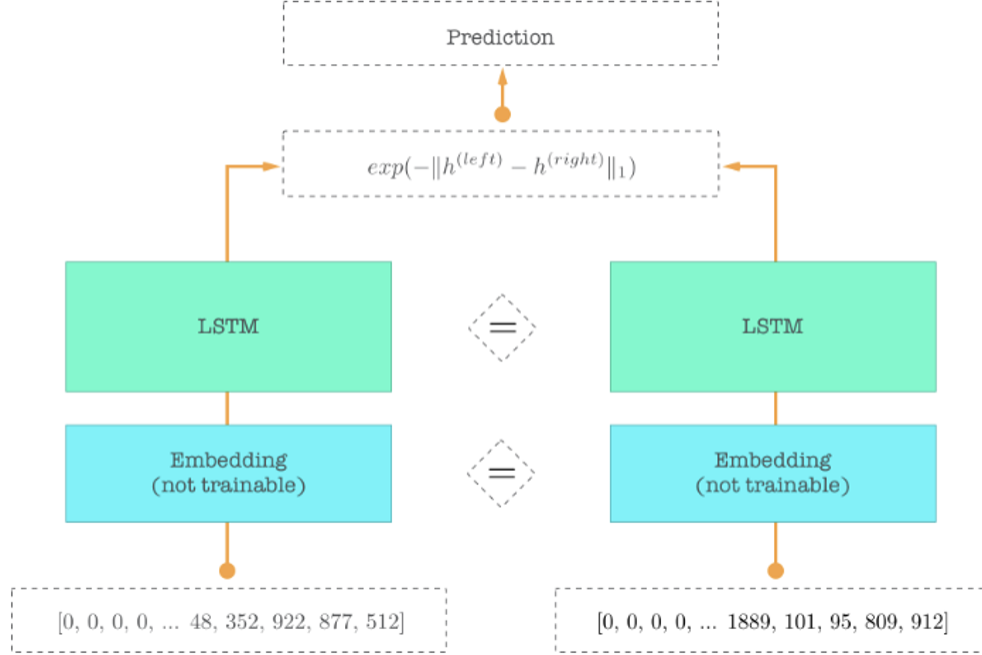 Prediction
exp(−‖h^(left) − h^(right)‖₁)
LSTM
=
LSTM
Embedding
(not trainable)
=
Embedding
(not trainable)
[0, 0, 0, 0, ... 48, 352, 922, 877, 512]
[0, 0, 0, 0, ... 1889, 101, 95, 809, 912]